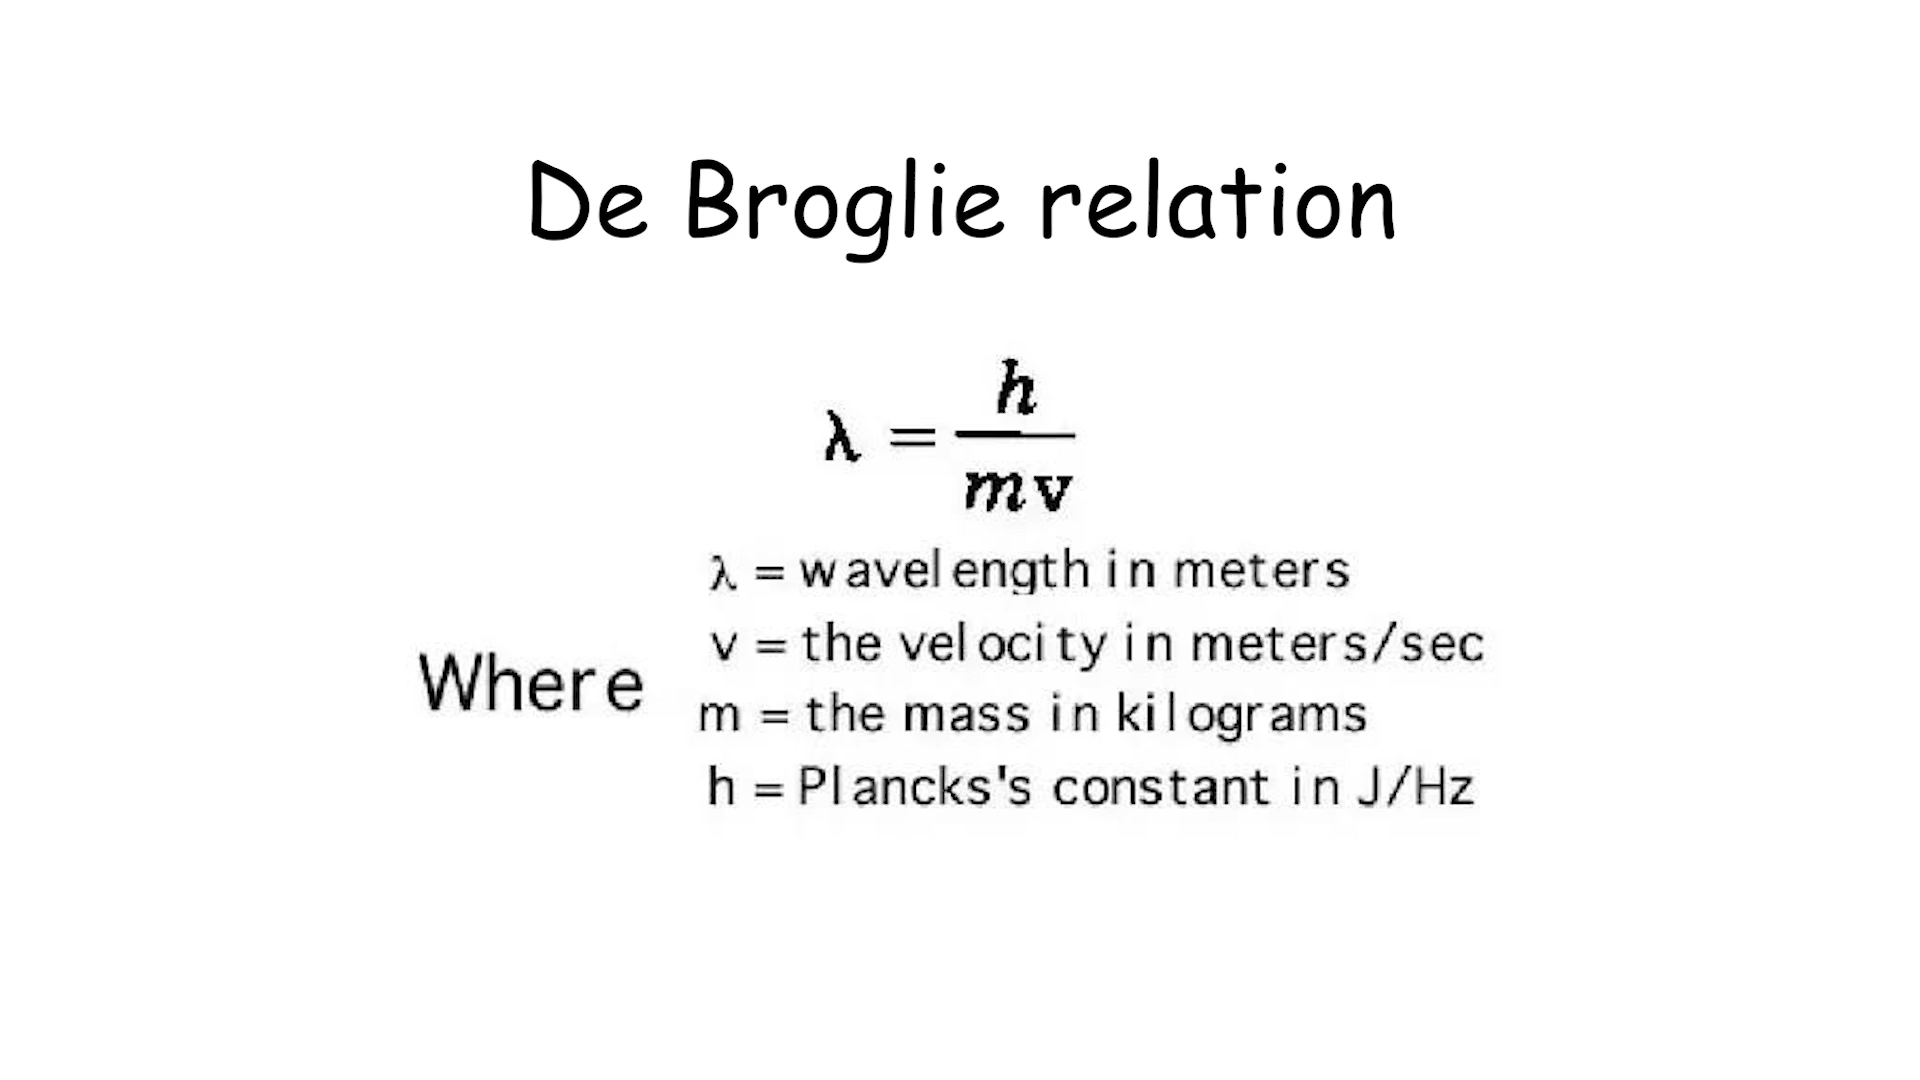 De Broglie relation
λ = h / mv
λ = wavelength in meters
Where
v = the velocity in meters/sec
m = the mass in kilograms
h = Plancks's constant in J/Hz